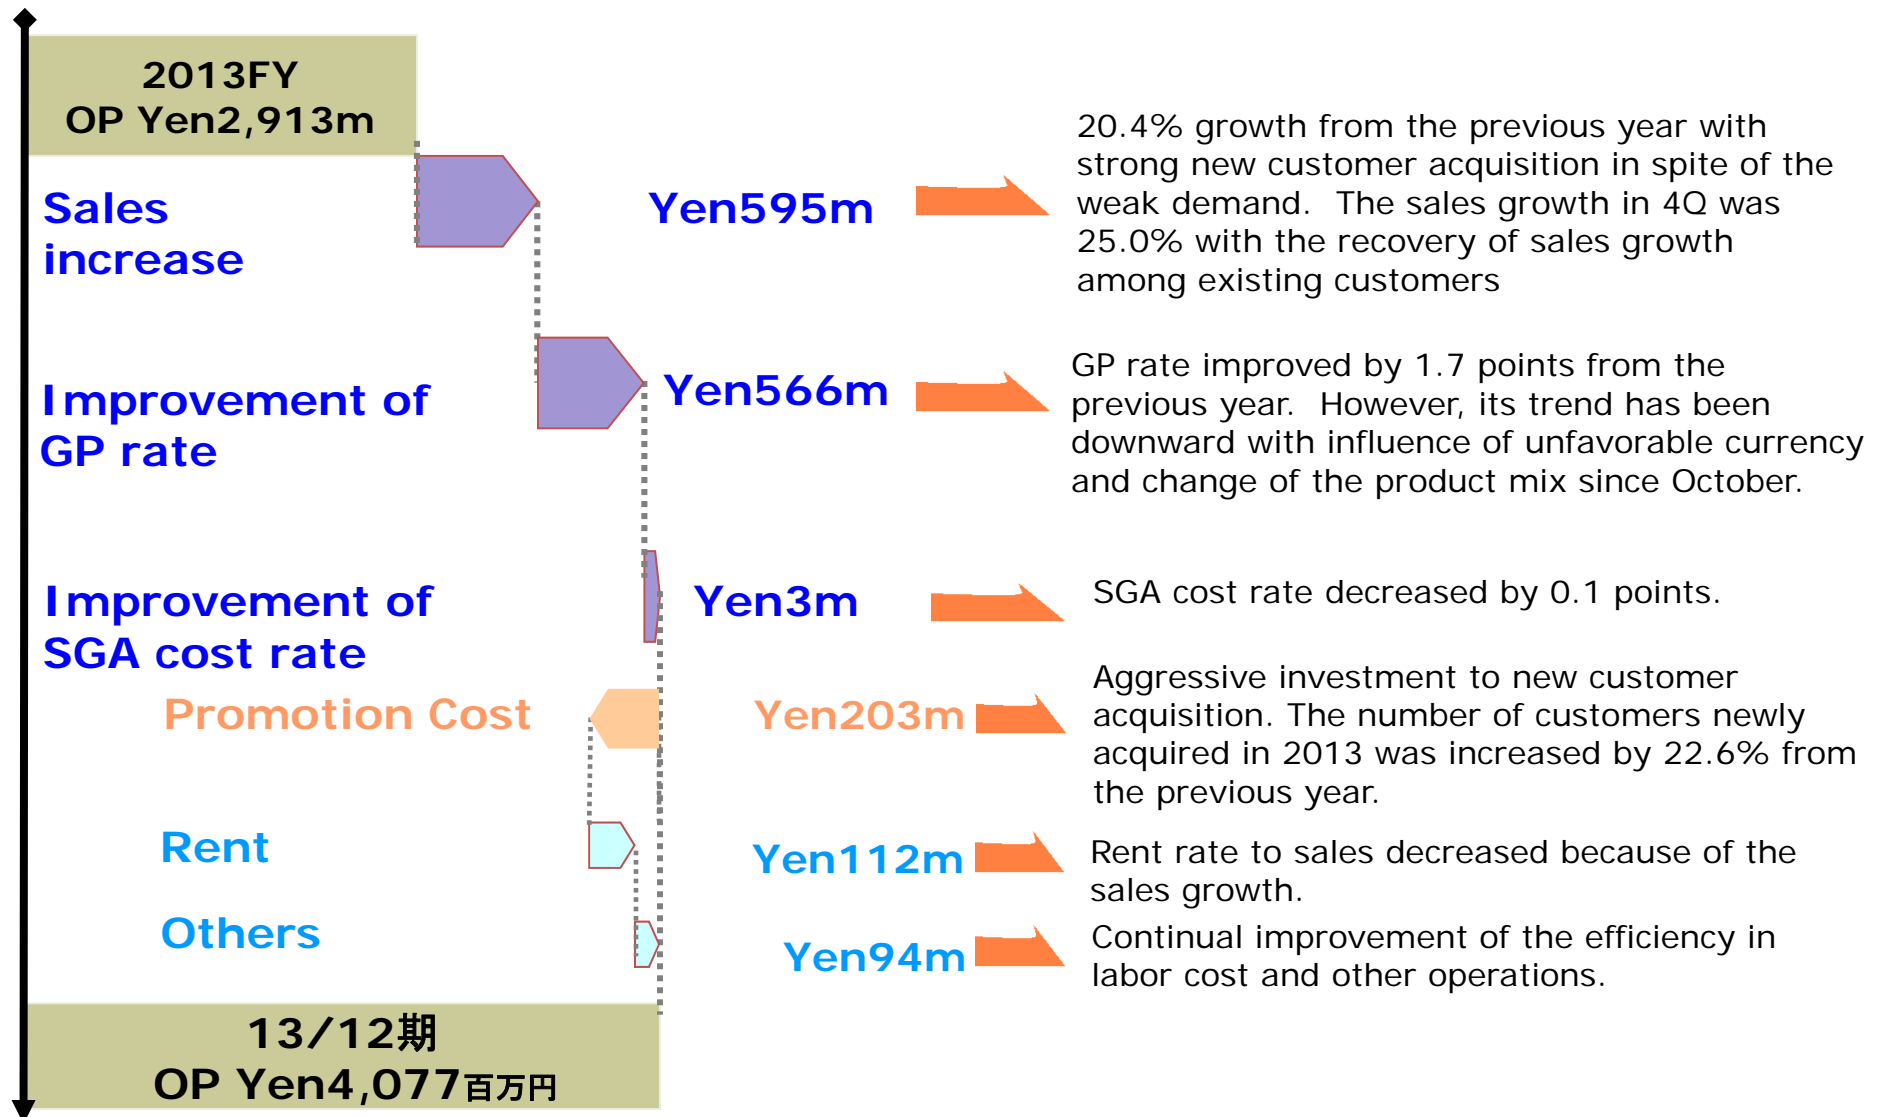 2013FY
OP Yen2,913m
Sales
increase
Yen595m
20.4% growth from the previous year with
strong new customer acquisition in spite of the
weak demand.  The sales growth in 4Q was
25.0% with the recovery of sales growth
among existing customers
Improvement of
GP rate
Yen566m
GP rate improved by 1.7 points from the
previous year.  However, its trend has been
downward with influence of unfavorable currency
and change of the product mix since October.
Improvement of
SGA cost rate
Yen3m
SGA cost rate decreased by 0.1 points.
Promotion Cost
Yen203m
Aggressive investment to new customer
acquisition. The number of customers newly
acquired in 2013 was increased by 22.6% from
the previous year.
Rent
Yen112m
Rent rate to sales decreased because of the
sales growth.
Others
Yen94m
Continual improvement of the efficiency in
labor cost and other operations.
13/12期
OP Yen4,077百万円